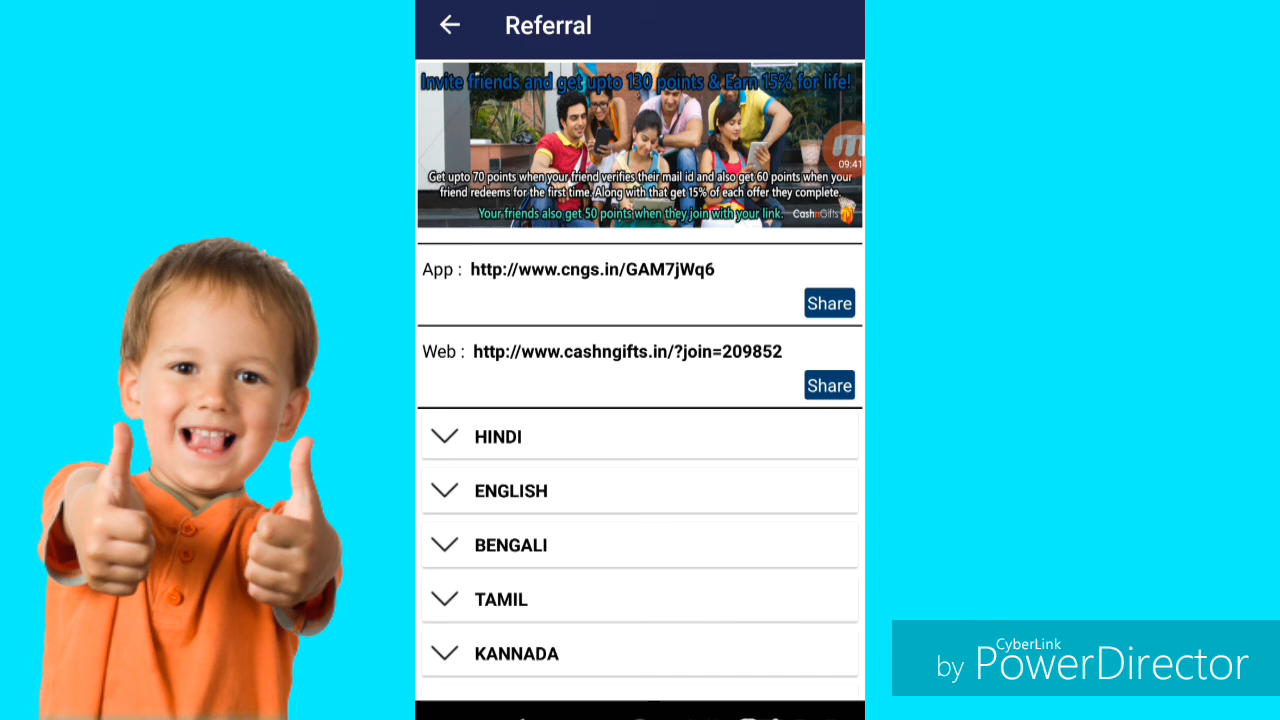 Referral
Invite friends and get upto 130 points & Earn 15% for life!
09:41
Get upto 70 points when your friend verifies their mail id and also get 60 points when your
friend redeems for the first time. Along with that get 15% of each offer they complete.
Your friends also get 50 points when they join with your link.
CashnGifts
App : http://www.cngs.in/GAM7jWq6
Share
Web : http://www.cashngifts.in/?join=209852
Share
HINDI
ENGLISH
BENGALI
TAMIL
KANNADA
CyberLink
by PowerDirector